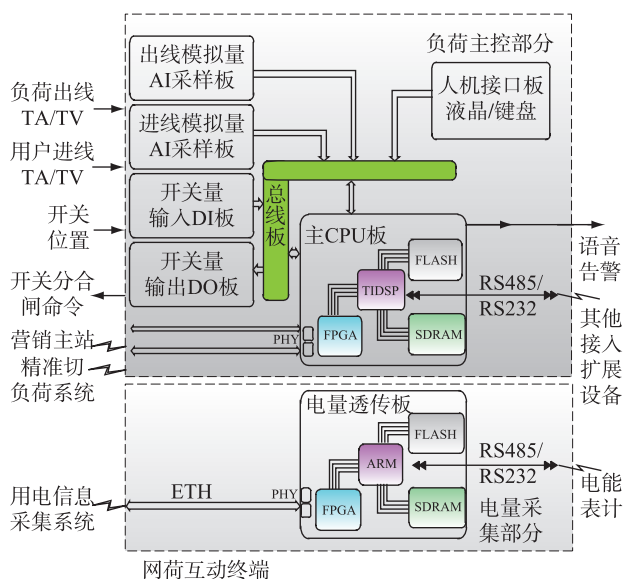 负荷主控部分
出线模拟量
AI采样板
人机接口板
液晶/键盘
负荷出线
TA/TV
进线模拟量
AI采样板
用户进线
TA/TV
开关量
输入DI板
总线板
开关
位置
主CPU板
语音
告警
开关量
输出DO板
FLASH
TIDSP
RS485/
RS232
开关分合
闸命令
FPGA
SDRAM
PHY
其他
接入
扩展
设备
营销主站
精准切
负荷系统
电量透传板
FLASH
ARM
RS485/
RS232
电能
表计
用电信息
采集系统
ETH
PHY
FPGA
SDRAM
电量采
集部分
网荷互动终端